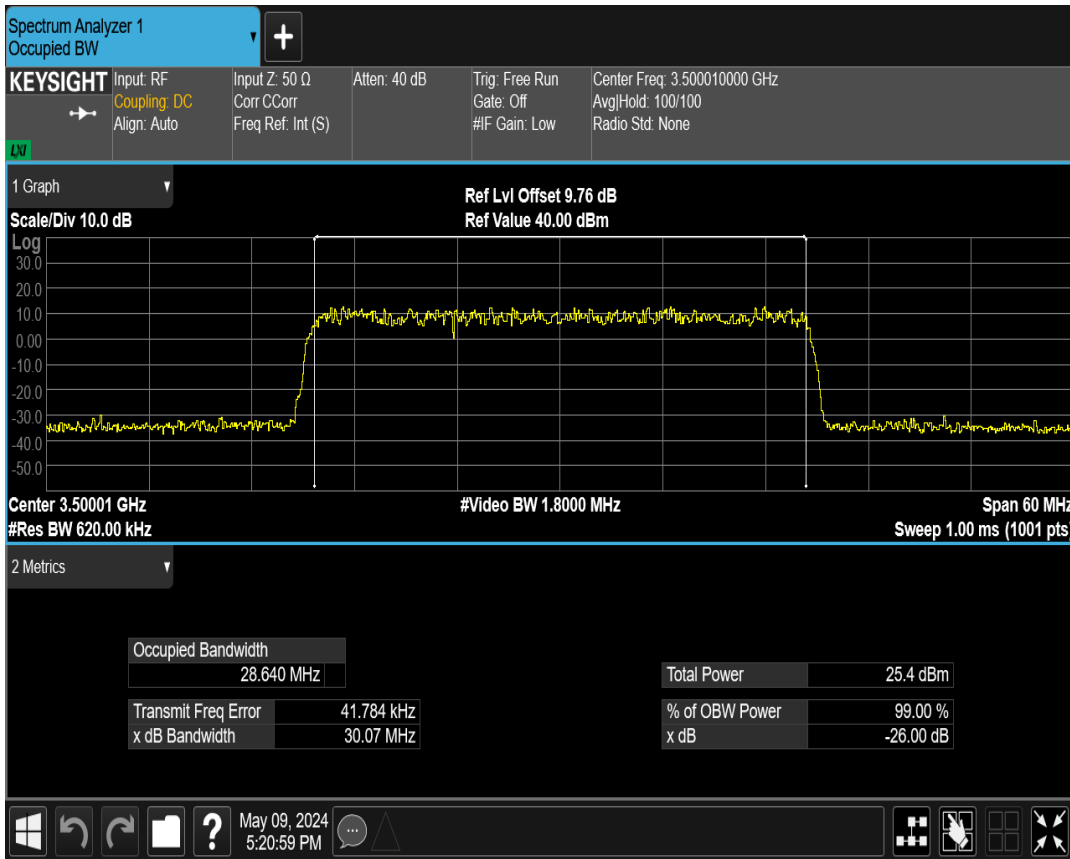 Spectrum Analyzer 1
Occupied BW
+
KEYSIGHT
LXI
Input: RF
Coupling: DC
Align: Auto
Input Z: 50 Ω
Corr CCorr
Freq Ref: Int (S)
Atten: 40 dB
Trig: Free Run
Gate: Off
#IF Gain: Low
Center Freq: 3.500010000 GHz
Avg|Hold: 100/100
Radio Std: None
1 Graph
Scale/Div 10.0 dB
Ref Lvl Offset 9.76 dB
Ref Value 40.00 dBm
Log
30.0
20.0
10.0
0.00
-10.0
-20.0
-30.0
-40.0
-50.0
Center 3.50001 GHz
#Video BW 1.8000 MHz
Span 60 MHz
#Res BW 620.00 kHz
Sweep 1.00 ms (1001 pts)
2 Metrics
Occupied Bandwidth
28.640 MHz
Transmit Freq Error 41.784 kHz
x dB Bandwidth 30.07 MHz
Total Power 25.4 dBm
% of OBW Power 99.00 %
x dB -26.00 dB
?
May 09, 2024
5:20:59 PM